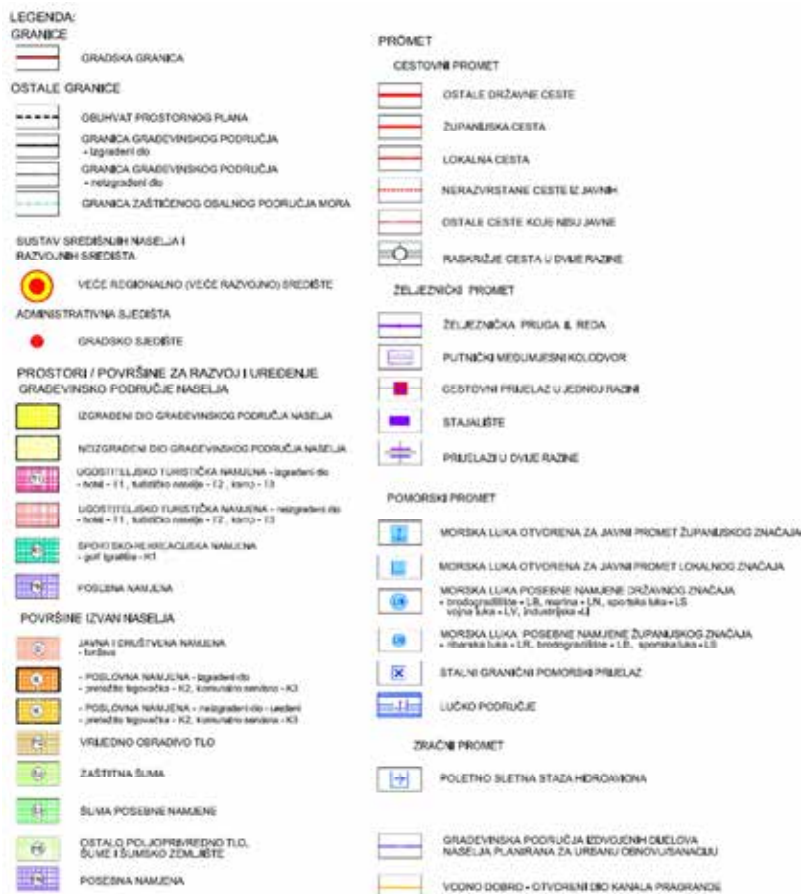 LEGENDA:
GRANICE
GRADSKA GRANICA
OSTALE GRANICE
OBUHVAT PROSTORNOG PLANA
GRANICA GRAĐEVINSKOG PODRUČJA
- izgrađeni dio
GRANICA GRAĐEVINSKOG PODRUČJA
- neizgrađeni dio
GRANICA ZAŠTIĆENOG OBALNOG PODRUČJA MORA
SUSTAV SREDIŠNJIH NASELJA I
RAZVOJNIH SREDIŠTA
VEĆE REGIONALNO (VEĆE RAZVOJNO) SREDIŠTE
ADMINISTRATIVNA SJEDIŠTA
GRADSKO SJEDIŠTE
PROSTORI / POVRŠINE ZA RAZVOJ I UREĐENJE
GRAĐEVINSKO PODRUČJE NASELJA
IZGRAĐENI DIO GRAĐEVINSKOG PODRUČJA NASELJA
NEIZGRAĐENI DIO GRAĐEVINSKOG PODRUČJA NASELJA
UGOSTITELJSKO TURISTIČKA NAMJENA - izgrađeni dio
- hotel - T1, turističko naselje - T2, kamp - T3
UGOSTITELJSKO TURISTIČKA NAMJENA - neizgrađeni dio
- hotel - T1, turističko naselje - T2, kamp - T3
SPORTSKO-REKREACIJSKA NAMJENA
- golf igralište - R1
POSEBNA NAMJENA
POVRŠINE IZVAN NASELJA
JAVNA I DRUŠTVENA NAMJENA
- POSLOVNA NAMJENA - izgrađeni dio
- pretežito trgovačka - K2, komunalno servisna - K3
- POSLOVNA NAMJENA - neizgrađeni dio - uređeni
- pretežito trgovačka - K2, komunalno servisna - K3
VRIJEDNO OBRADIVO TLO
ZAŠTITNA ŠUMA
ŠUMA POSEBNE NAMJENE
OSTALO POLJOPRIVREDNO TLO,
ŠUME I ŠUMSKO ZEMLJIŠTE
POSEBNA NAMJENA
PROMET
CESTOVNI PROMET
OSTALE DRŽAVNE CESTE
ŽUPANIJSKA CESTA
LOKALNA CESTA
NERAZVRSTANE CESTE IZ JAVNIH
OSTALE CESTE KOJE NISU JAVNE
RASKRIŽJE CESTA U DVIJE RAZINE
ŽELJEZNIČKI PROMET
ŽELJEZNIČKA PRUGA II. REDA
PUTNIČKI MEĐUMJESNI KOLODVOR
CESTOVNI PRIJELAZ U JEDNOJ RAZINI
STAJALIŠTE
PRIJELAZI U DVIJE RAZINE
POMORSKI PROMET
MORSKA LUKA OTVORENA ZA JAVNI PROMET ŽUPANIJSKOG ZNAČAJA
MORSKA LUKA OTVORENA ZA JAVNI PROMET LOKALNOG ZNAČAJA
MORSKA LUKA POSEBNE NAMJENE DRŽAVNOG ZNAČAJA
- brodogradilište - LB, marina - LN, sportska luka - LS
vojna luka - LV, industrijska - LI
MORSKA LUKA POSEBNE NAMJENE ŽUPANIJSKOG ZNAČAJA
- ribarska luka - LR, brodogradilište - LB, sportska luka - LS
STALNI GRANIČNI POMORSKI PRIJELAZ
LUČKO PODRUČJE
ZRAČNI PROMET
POLETNO SLETNA STAZA HIDROAVIONA
GRAĐEVINSKA PODRUČJA IZDVOJENIH DIJELOVA
NASELJA PLANIRANA ZA URBANU OBNOVU/SANACIJU
VODNO DOBRO - OTVORENI DIO KANALA PRAGRANDE